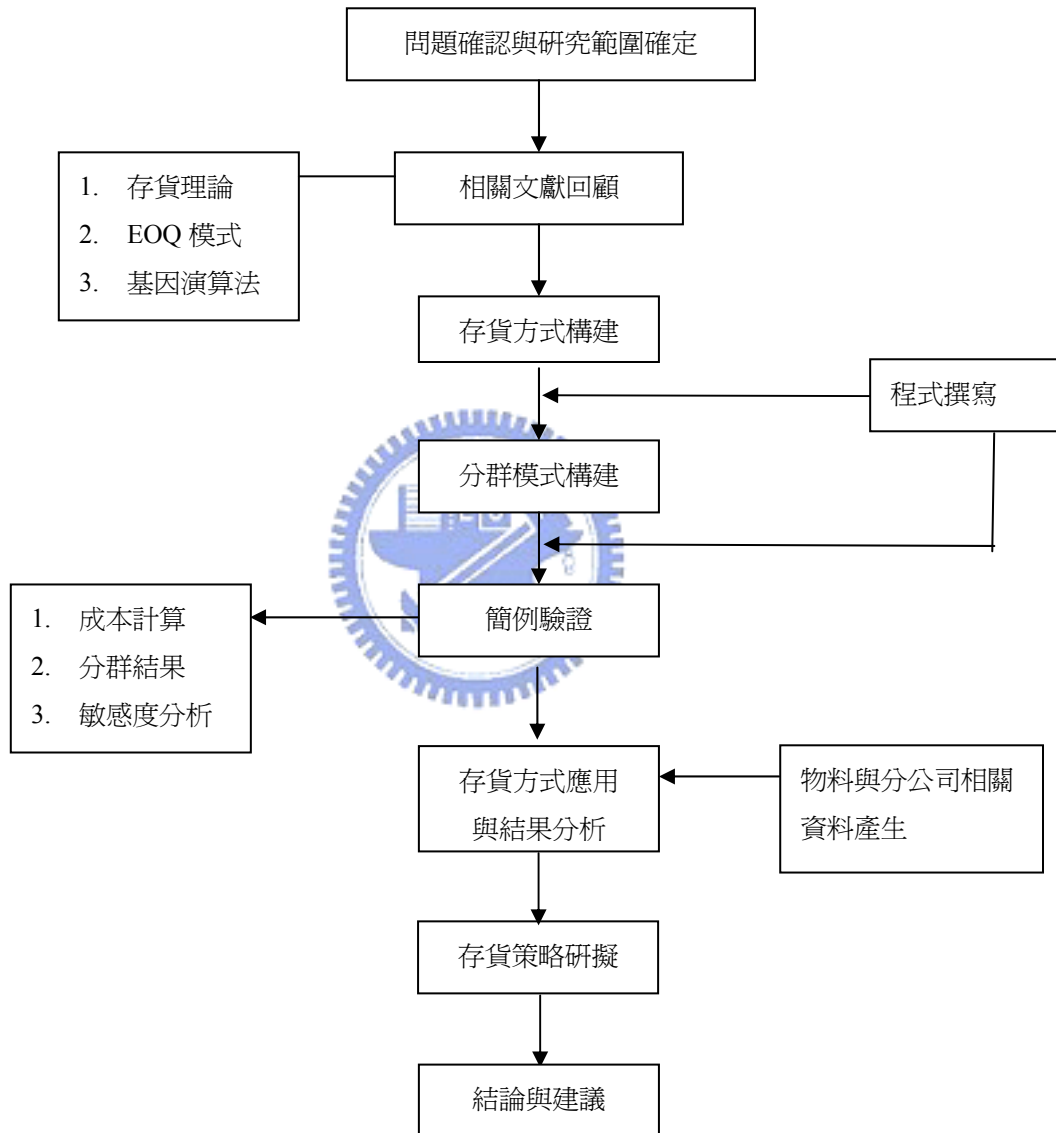 問題確認與研究範圍確定
1. 存貨理論
2. EOQ 模式
3. 基因演算法
相關文獻回顧
存貨方式構建
程式撰寫
分群模式構建
1. 成本計算
2. 分群結果
3. 敏感度分析
簡例驗證
存貨方式應用
與結果分析
物料與分公司相關
資料產生
存貨策略研擬
結論與建議